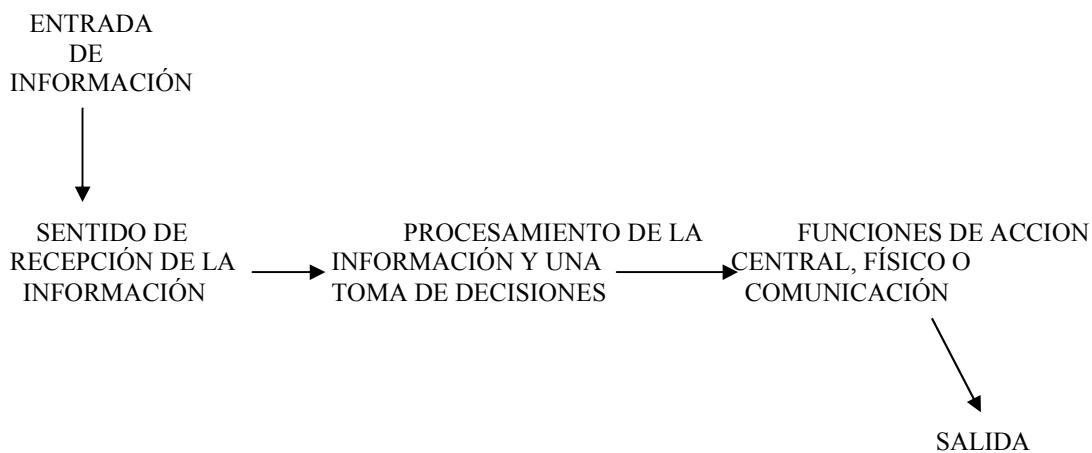 ENTRADA
DE
INFORMACIÓN
SENTIDO DE
RECEPCIÓN DE LA
INFORMACIÓN
PROCESAMIENTO DE LA
INFORMACIÓN Y UNA
TOMA DE DECISIONES
FUNCIONES DE ACCION
CENTRAL, FÍSICO O
COMUNICACIÓN
SALIDA